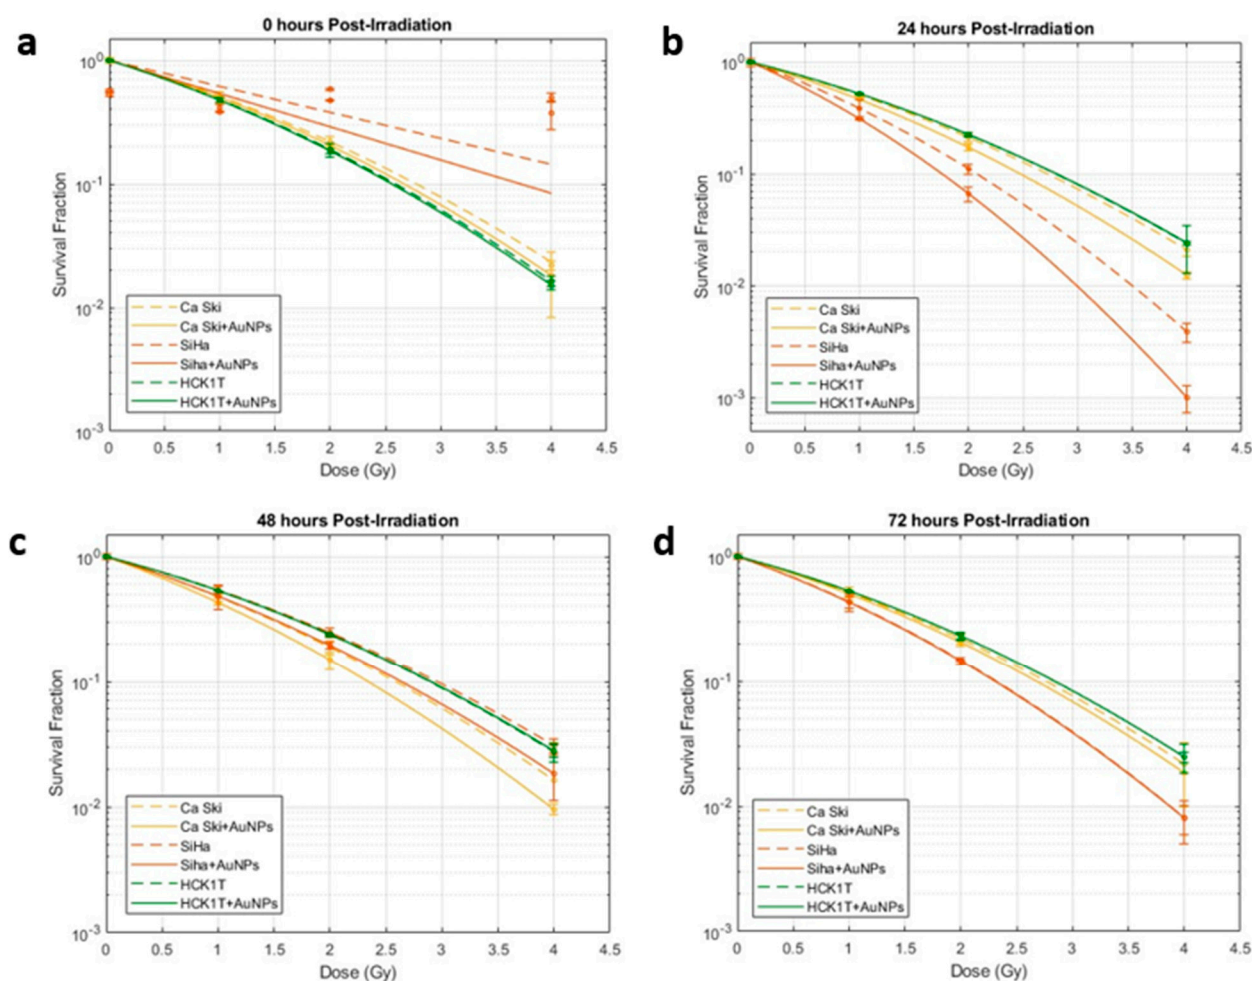 a
0 hours Post-Irradiation
10^0
10^-1
10^-2
10^-3
Survival Fraction
Ca Ski
Ca Ski+AuNPs
SiHa
Siha+AuNPs
HCK1T
HCK1T+AuNPs
0 0.5 1 1.5 2 2.5 3 3.5 4 4.5
Dose (Gy)
b
24 hours Post-Irradiation
10^0
10^-1
10^-2
10^-3
Survival Fraction
Ca Ski
Ca Ski+AuNPs
SiHa
Siha+AuNPs
HCK1T
HCK1T+AuNPs
0 0.5 1 1.5 2 2.5 3 3.5 4 4.5
Dose (Gy)
c
48 hours Post-Irradiation
10^0
10^-1
10^-2
10^-3
Survival Fraction
Ca Ski
Ca Ski+AuNPs
SiHa
Siha+AuNPs
HCK1T
HCK1T+AuNPs
0 0.5 1 1.5 2 2.5 3 3.5 4 4.5
Dose (Gy)
d
72 hours Post-Irradiation
10^0
10^-1
10^-2
10^-3
Survival Fraction
Ca Ski
Ca Ski+AuNPs
SiHa
Siha+AuNPs
HCK1T
HCK1T+AuNPs
0 0.5 1 1.5 2 2.5 3 3.5 4 4.5
Dose (Gy)